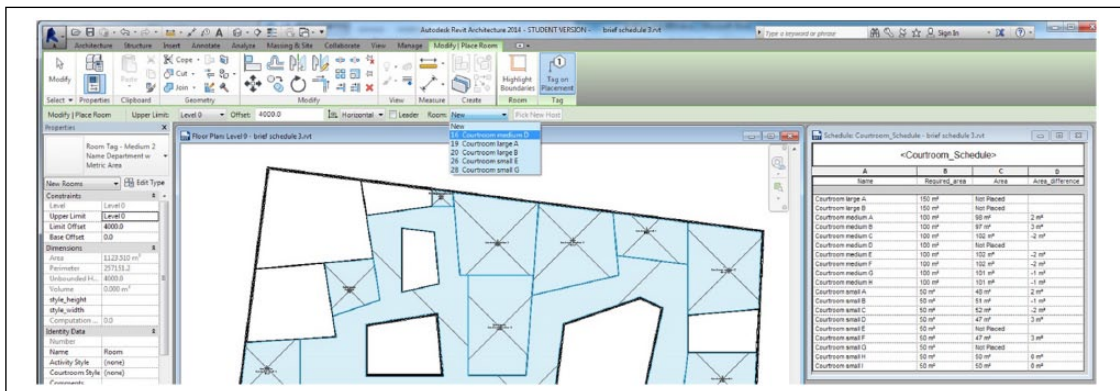 Autodesk Revit Architecture 2014 - STUDENT VERSION - brief schedule 3.rvt
Type a keyword or phrase
Sign In
Architecture Structure Insert Annotate Analyze Massing & Site Collaborate View Manage Modify | Place Room
Modify
Paste
Cope
Cut
Join
Highlight Boundaries
Tag on Placement
Select Properties Clipboard Geometry Modify View Measure Create Room Tag
Modify | Place Room Upper Limit: Level 0 Offset: 4000.0 Horizontal Leader Room: New Pick New Host
New
16 Courtroom medium D
19 Courtroom large A
20 Courtroom large B
26 Courtroom small E
28 Courtroom small G
Properties
Room Tag - Medium 2
Name Department w
Metric Area
New Rooms Edit Type
Constraints
Level Level 0
Upper Limit Level 0
Limit Offset 4000.0
Base Offset 0.0
Dimensions
Area 1123.510 m²
Perimeter 257151.2
Unbounded H... 4000.0
Volume 0.000 m³
style_height
style_width
Computation ... 0.0
Identity Data
Number
Name Room
Activity Style (none)
Courtroom Style (none)
Comments
Floor Plan: Level 0 - brief schedule 3.rvt
Schedule: Courtroom_Schedule - brief schedule 3.rvt
<Courtroom_Schedule>
A B C D
Name Required_area Area Area_difference
Courtroom large A 150 m² Not Placed
Courtroom large B 150 m² Not Placed
Courtroom medium A 100 m² 98 m² 2 m²
Courtroom medium B 100 m² 97 m² 3 m²
Courtroom medium C 100 m² 102 m² -2 m²
Courtroom medium D 100 m² Not Placed
Courtroom medium E 100 m² 102 m² -2 m²
Courtroom medium F 100 m² 102 m² -2 m²
Courtroom medium G 100 m² 101 m² -1 m²
Courtroom medium H 100 m² 101 m² -1 m²
Courtroom small A 50 m² 48 m² 2 m²
Courtroom small B 50 m² 51 m² -1 m²
Courtroom small C 50 m² 52 m² -2 m²
Courtroom small D 50 m² 47 m² 3 m²
Courtroom small E 50 m² Not Placed
Courtroom small F 50 m² 47 m² 3 m²
Courtroom small G 50 m² Not Placed
Courtroom small H 50 m² 50 m² 0 m²
Courtroom small I 50 m² 50 m² 0 m²